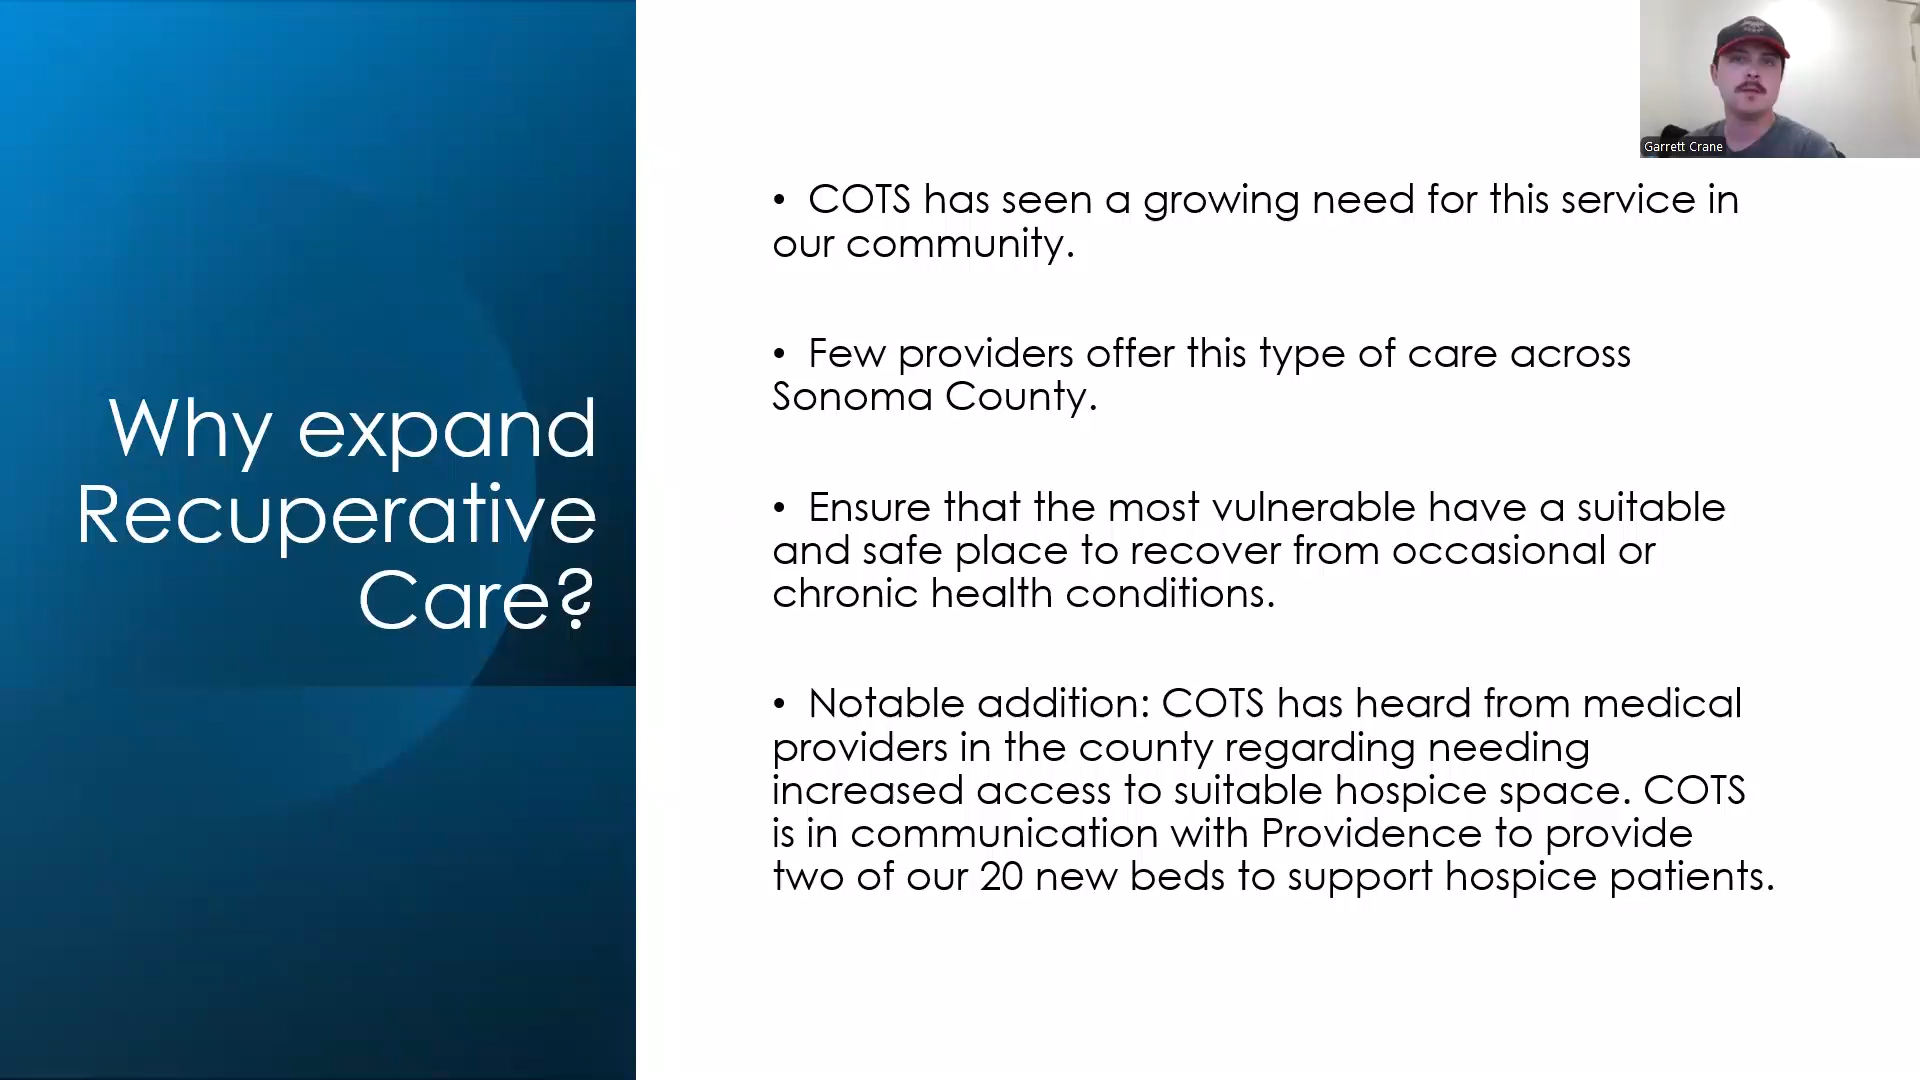 Why expand
Recuperative
Care?
• COTS has seen a growing need for this service in
our community.
• Few providers offer this type of care across
Sonoma County.
• Ensure that the most vulnerable have a suitable
and safe place to recover from occasional or
chronic health conditions.
• Notable addition: COTS has heard from medical
providers in the county regarding needing
increased access to suitable hospice space. COTS
is in communication with Providence to provide
two of our 20 new beds to support hospice patients.
Garrett Crane